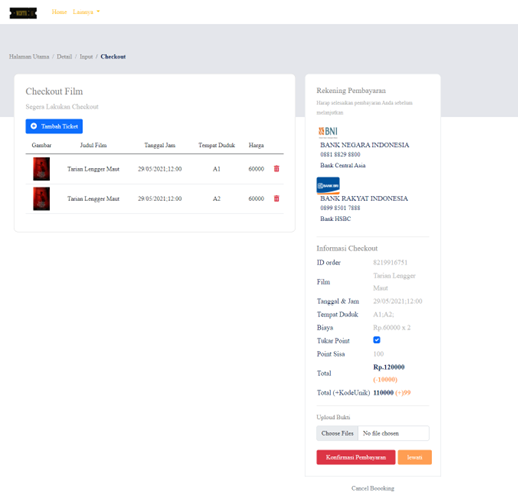 Home Lainnya
Halaman Utama / Detail / Input / Checkout
Checkout Film
Segera Lakukan Checkout
Tambah Ticket
Gambar Judul Film Tanggal Jam Tempat Duduk Harga
Tarian Lengger Maut 29/05/2021;12:00 A1 60000
Tarian Lengger Maut 29/05/2021;12:00 A2 60000
Rekening Pembayaran
Harap selesaikan pembayaran Anda sebelum
melanjutkan
BNI
BANK NEGARA INDONESIA
0881 8829 8800
Bank Central Asia
BANK BRI
BANK RAKYAT INDONESIA
0899 8501 7888
Bank HSBC
Informasi Checkout
ID order 8219916751
Film Tarian Lengger
Maut
Tanggal & Jam 29/05/2021;12:00
Tempat Duduk A1,A2;
Biaya Rp.60000 x 2
Tukar Point
Point Sisa 100
Total Rp.120000
(-10000)
Total (+KodeUnik) 110000 (+)99
Upload Bukti
Choose Files No file chosen
Konfirmasi Pembayaran lewati
Cancel Boooking